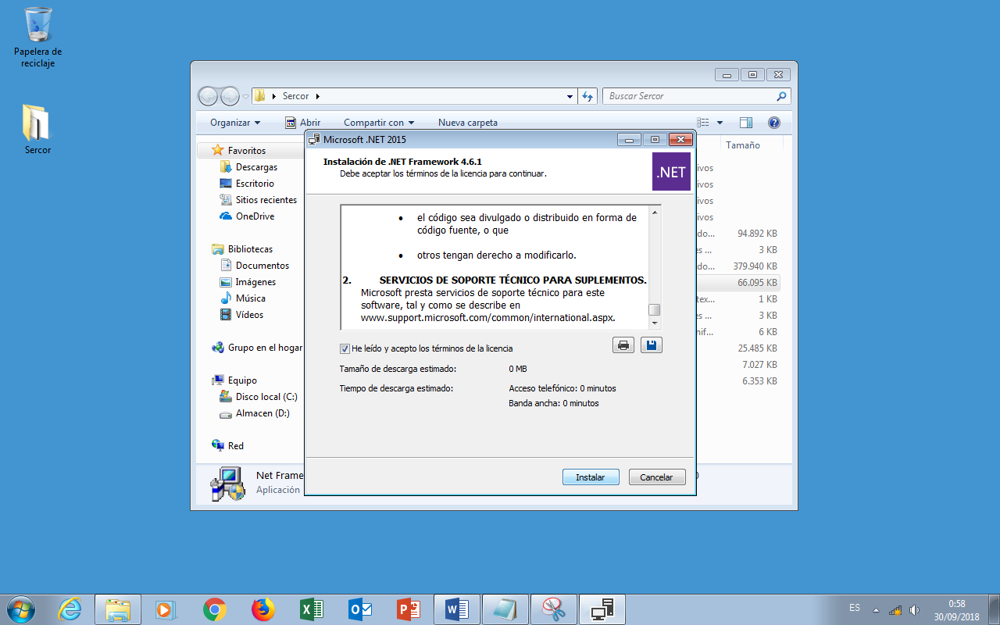 Papelera de
reciclaje
Sercor
Sercor
Buscar Sercor
Organizar
Abrir
Compartir con
Nueva carpeta
Favoritos
Descargas
Escritorio
Sitios recientes
OneDrive
Bibliotecas
Documentos
Imágenes
Música
Vídeos
Grupo en el hogar
Equipo
Disco local (C:)
Almacen (D:)
Red
Net Frame
Aplicación
Tamaño
ivos
ivos
ivos
ivos
do... 94.892 KB
es ... 3 KB
do... 379.940 KB
66.095 KB
tex... 1 KB
es ... 3 KB
nif... 6 KB
25.485 KB
7.027 KB
6.353 KB
Microsoft .NET 2015
Instalación de .NET Framework 4.6.1
Debe aceptar los términos de la licencia para continuar.
.NET
• el código sea divulgado o distribuido en forma de
código fuente, o que
• otros tengan derecho a modificarlo.
2. SERVICIOS DE SOPORTE TÉCNICO PARA SUPLEMENTOS.
Microsoft presta servicios de soporte técnico para este
software, tal y como se describe en
www.support.microsoft.com/common/international.aspx.
He leído y acepto los términos de la licencia
Tamaño de descarga estimado: 0 MB
Tiempo de descarga estimado: Acceso telefónico: 0 minutos
Banda ancha: 0 minutos
Instalar
Cancelar
ES
0:58
30/09/2018